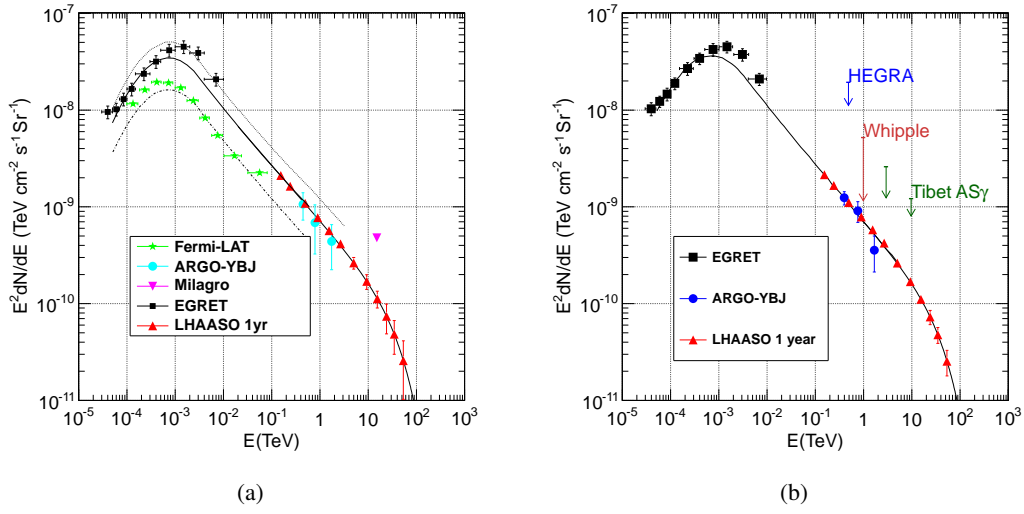 E²dN/dE (TeV cm⁻² s⁻¹ Sr⁻¹)
10⁻⁷
10⁻⁸
10⁻⁹
10⁻¹⁰
10⁻¹¹
Fermi-LAT
ARGO-YBJ
Milagro
EGRET
LHAASO 1yr
10⁻⁵ 10⁻⁴ 10⁻³ 10⁻² 10⁻¹ 1 10 10² 10³
E(TeV)
(a)
E²dN/dE (TeV cm⁻² s⁻¹ Sr⁻¹)
10⁻⁷
10⁻⁸
10⁻⁹
10⁻¹⁰
10⁻¹¹
HEGRA
Whipple
Tibet ASγ
EGRET
ARGO-YBJ
LHAASO 1 year
10⁻⁵ 10⁻⁴ 10⁻³ 10⁻² 10⁻¹ 1 10 10² 10³
E(TeV)
(b)